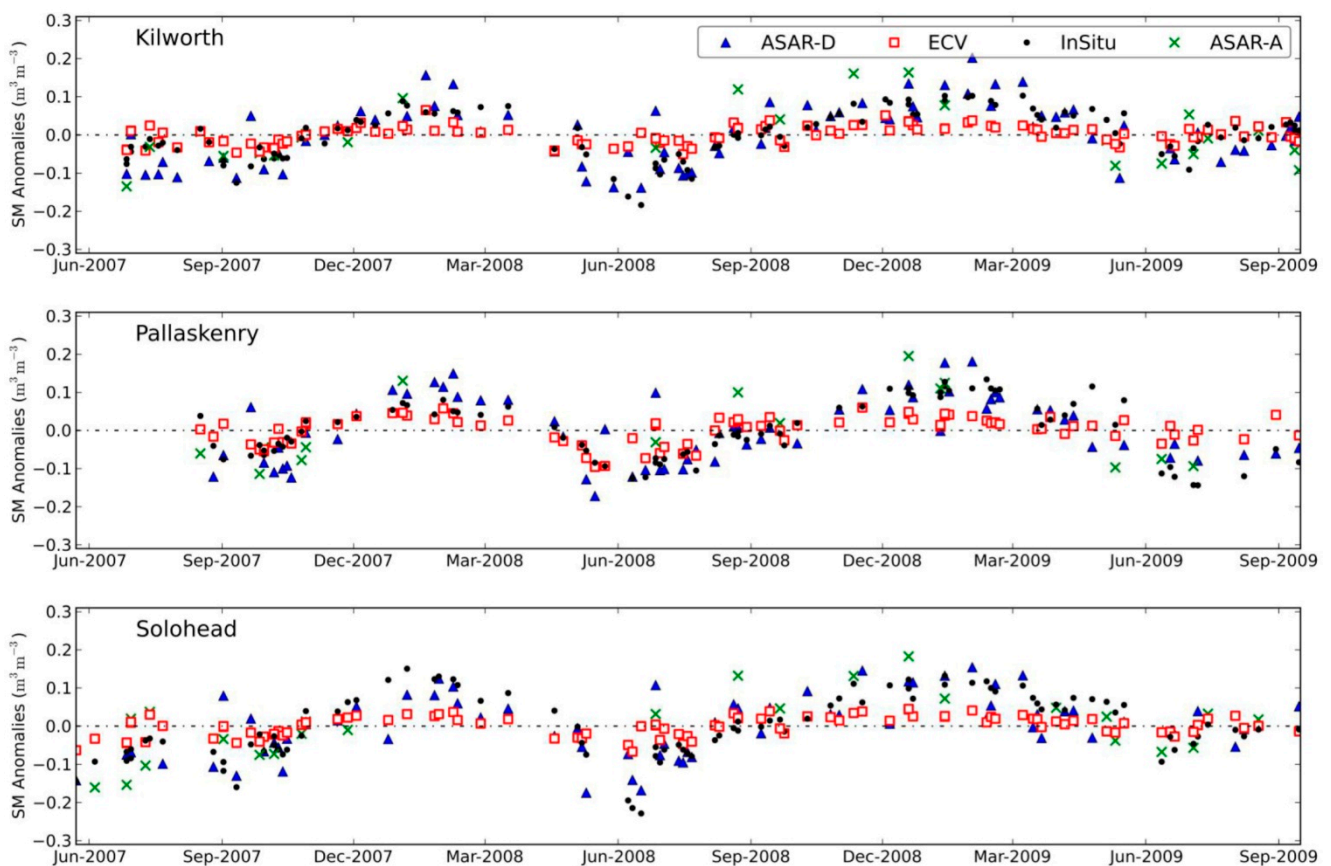 Kilworth
ASAR-D ECV InSitu ASAR-A
SM Anomalies (m³ m⁻³)
0.3
0.2
0.1
0.0
−0.1
−0.2
−0.3
Jun-2007 Sep-2007 Dec-2007 Mar-2008 Jun-2008 Sep-2008 Dec-2008 Mar-2009 Jun-2009 Sep-2009
Pallaskenry
SM Anomalies (m³ m⁻³)
0.3
0.2
0.1
0.0
−0.1
−0.2
−0.3
Jun-2007 Sep-2007 Dec-2007 Mar-2008 Jun-2008 Sep-2008 Dec-2008 Mar-2009 Jun-2009 Sep-2009
Solohead
SM Anomalies (m³ m⁻³)
0.3
0.2
0.1
0.0
−0.1
−0.2
−0.3
Jun-2007 Sep-2007 Dec-2007 Mar-2008 Jun-2008 Sep-2008 Dec-2008 Mar-2009 Jun-2009 Sep-2009